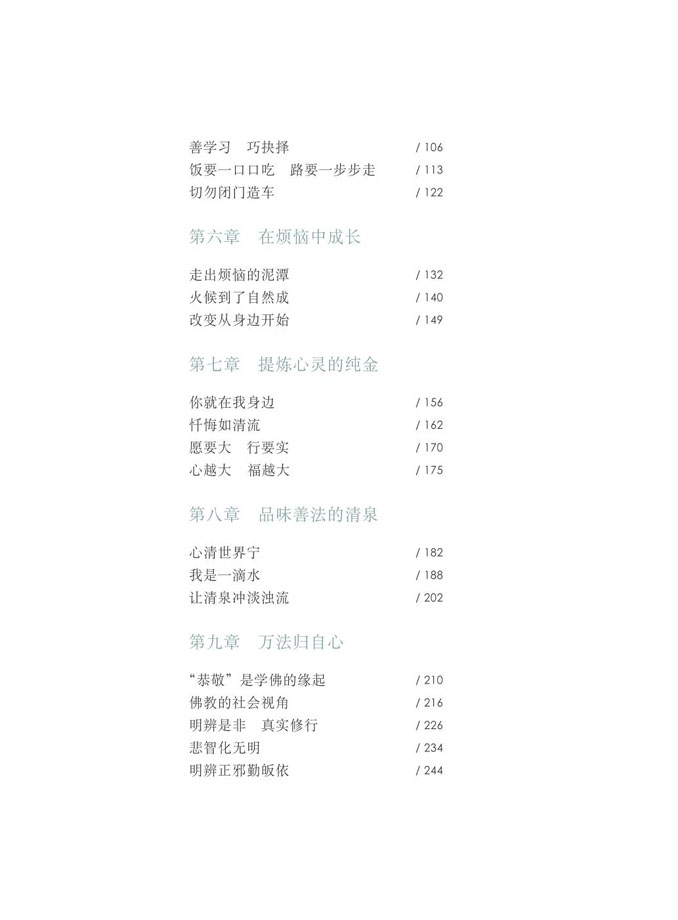 善学习　巧抉择 / 106
饭要一口口吃　路要一步步走 / 113
切勿闭门造车 / 122
第六章　在烦恼中成长
走出烦恼的泥潭 / 132
火候到了自然成 / 140
改变从身边开始 / 149
第七章　提炼心灵的纯金
你就在我身边 / 156
忏悔如清流 / 162
愿要大　行要实 / 170
心越大　福越大 / 175
第八章　品味善法的清泉
心清世界宁 / 182
我是一滴水 / 188
让清泉冲淡浊流 / 202
第九章　万法归自心
“恭敬”是学佛的缘起 / 210
佛教的社会视角 / 216
明辨是非　真实修行 / 226
悲智化无明 / 234
明辨正邪勤皈依 / 244